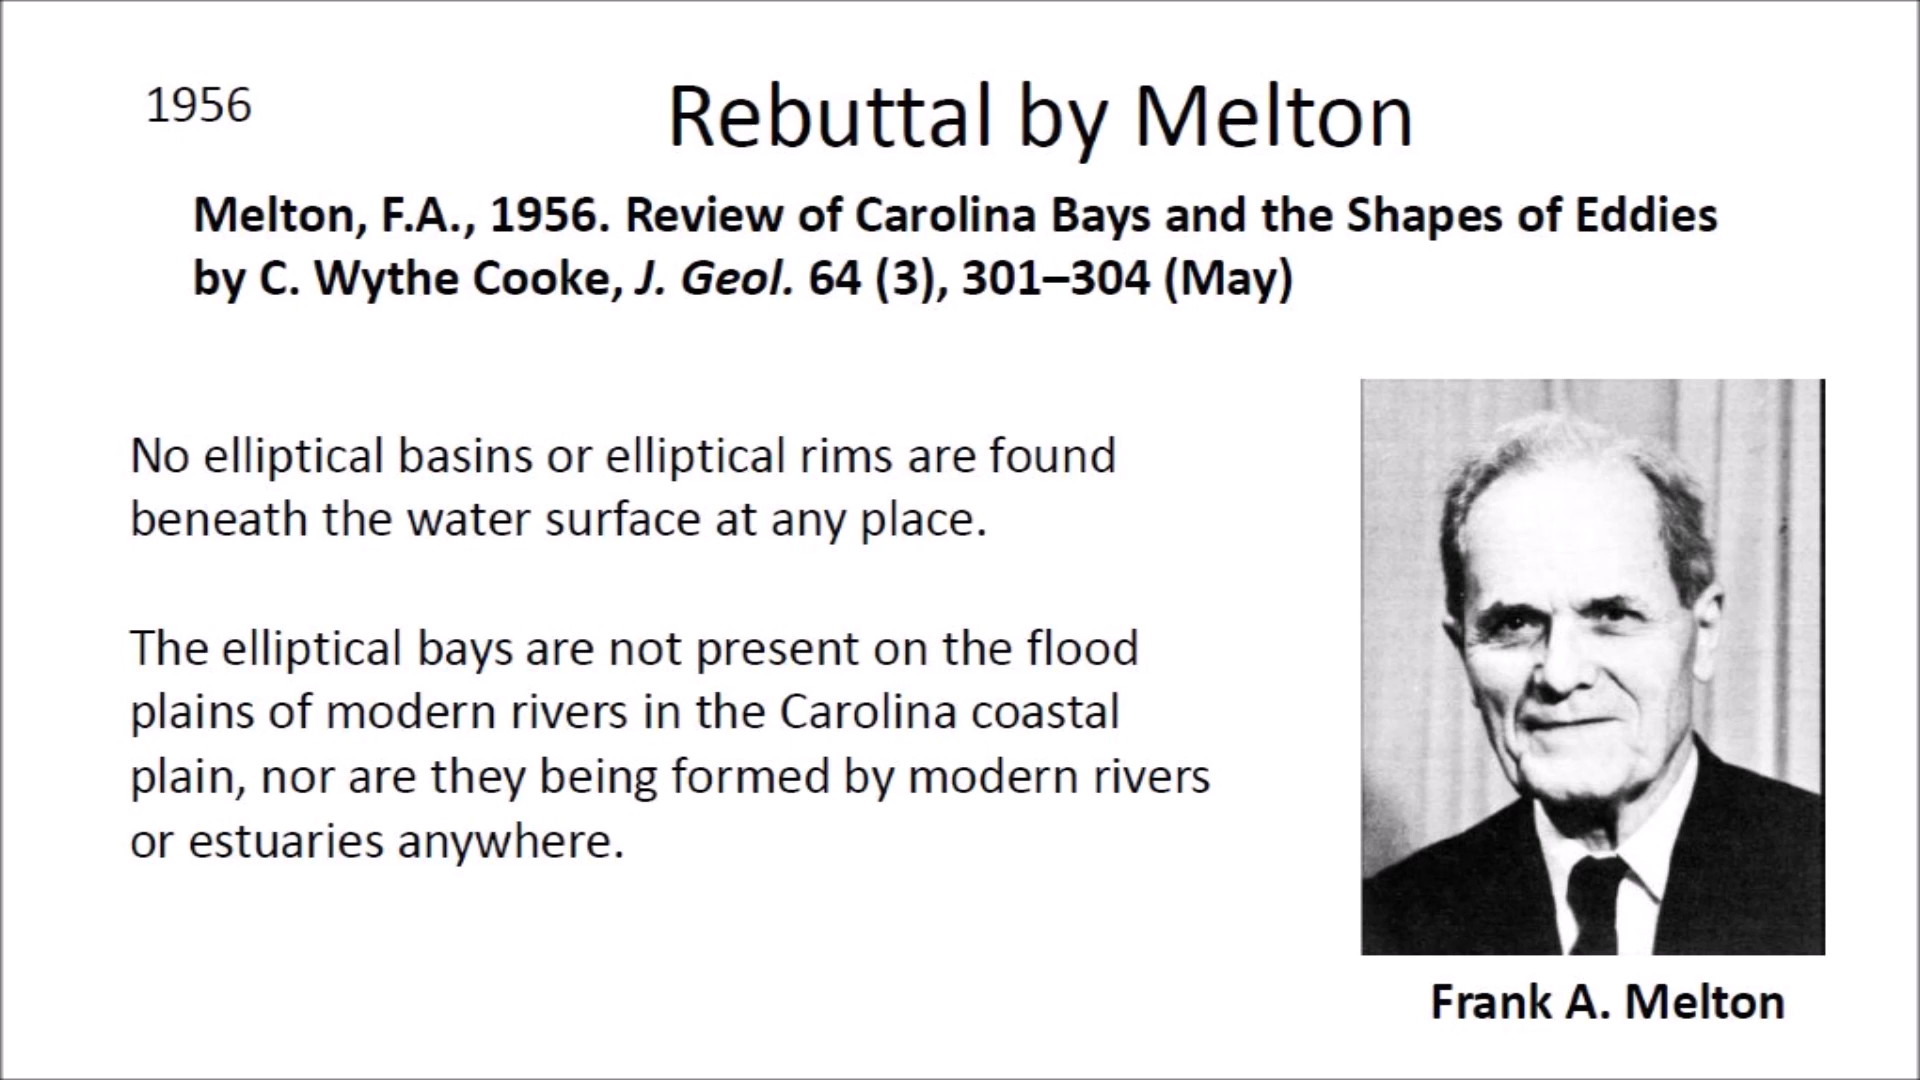 1956
Rebuttal by Melton
Melton, F.A., 1956. Review of Carolina Bays and the Shapes of Eddies
by C. Wythe Cooke, J. Geol. 64 (3), 301–304 (May)
No elliptical basins or elliptical rims are found
beneath the water surface at any place.
The elliptical bays are not present on the flood
plains of modern rivers in the Carolina coastal
plain, nor are they being formed by modern rivers
or estuaries anywhere.
Frank A. Melton